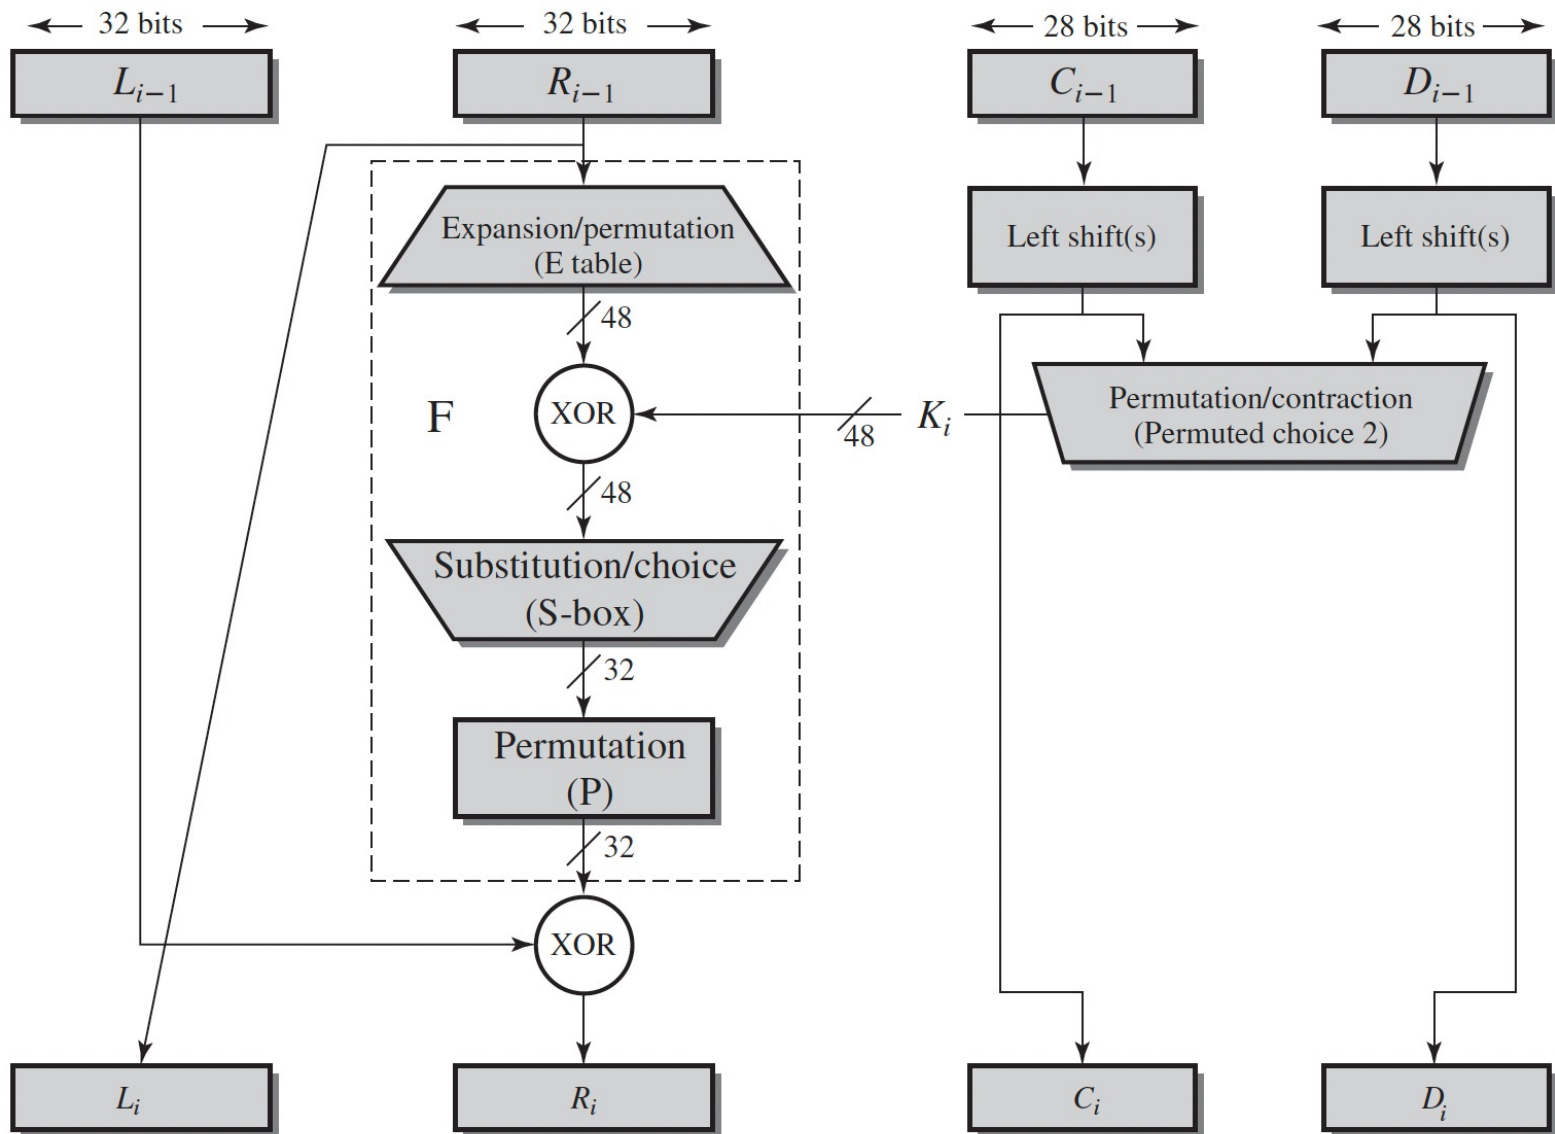 32 bits
32 bits
28 bits
28 bits
L_{i−1}
R_{i−1}
C_{i−1}
D_{i−1}
Expansion/permutation
(E table)
Left shift(s)
Left shift(s)
48
F
XOR
48
K_i
Permutation/contraction
(Permuted choice 2)
48
Substitution/choice
(S-box)
32
Permutation
(P)
32
XOR
L_i
R_i
C_i
D_i